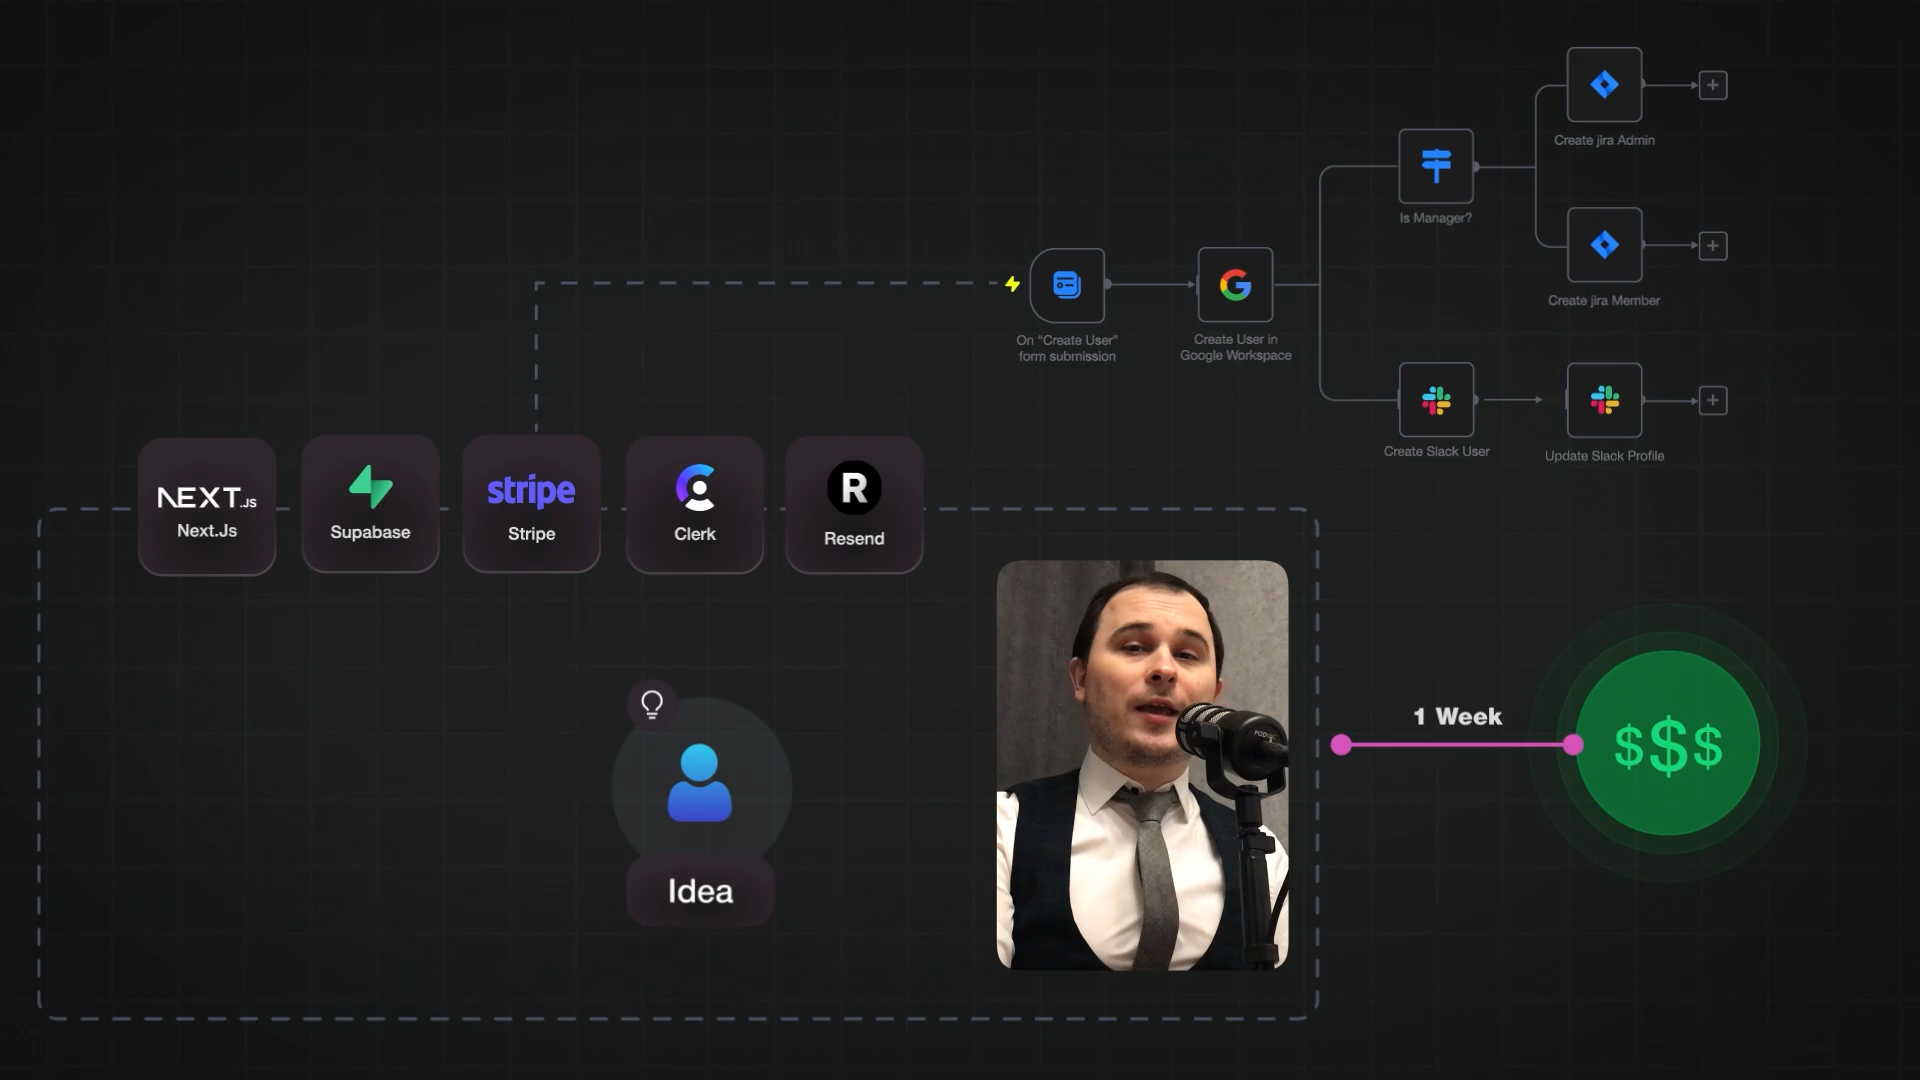 Create jira Admin
Is Manager?
Create jira Member
On "Create User"
form submission
Create User in
Google Workspace
Create Slack User
Update Slack Profile
NEXT.JS
Next.Js
Supabase
stripe
Stripe
Clerk
R
Resend
Idea
1 Week
$$$